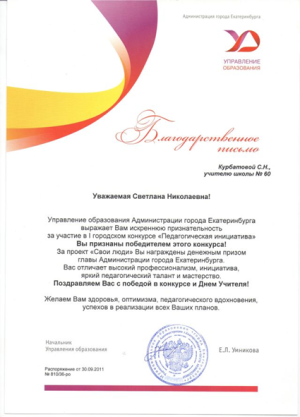 Администрация города Екатеринбурга
УПРАВЛЕНИЕ
ОБРАЗОВАНИЯ
Благодарственное
письмо
Курбатовой С.Н.,
учителю школы № 60
Уважаемая Светлана Николаевна!
Управление образования Администрации города Екатеринбурга
выражает Вам искреннюю признательность
за участие в I городском конкурсе «Педагогическая инициатива»
Вы признаны победителем этого конкурса!
За проект «Свои люди» Вы награждены денежным призом
главы Администрации города Екатеринбурга.
Вас отличает высокий профессионализм, инициатива,
яркий педагогический талант и мастерство.
Поздравляем Вас с победой в конкурсе и Днем Учителя!
Желаем Вам здоровья, оптимизма, педагогического вдохновения,
успехов в реализации всех Ваших планов.
Начальник
Управления образования
Е.Л. Умникова
Распоряжение от 30.09.2011
№ 910/36-ро